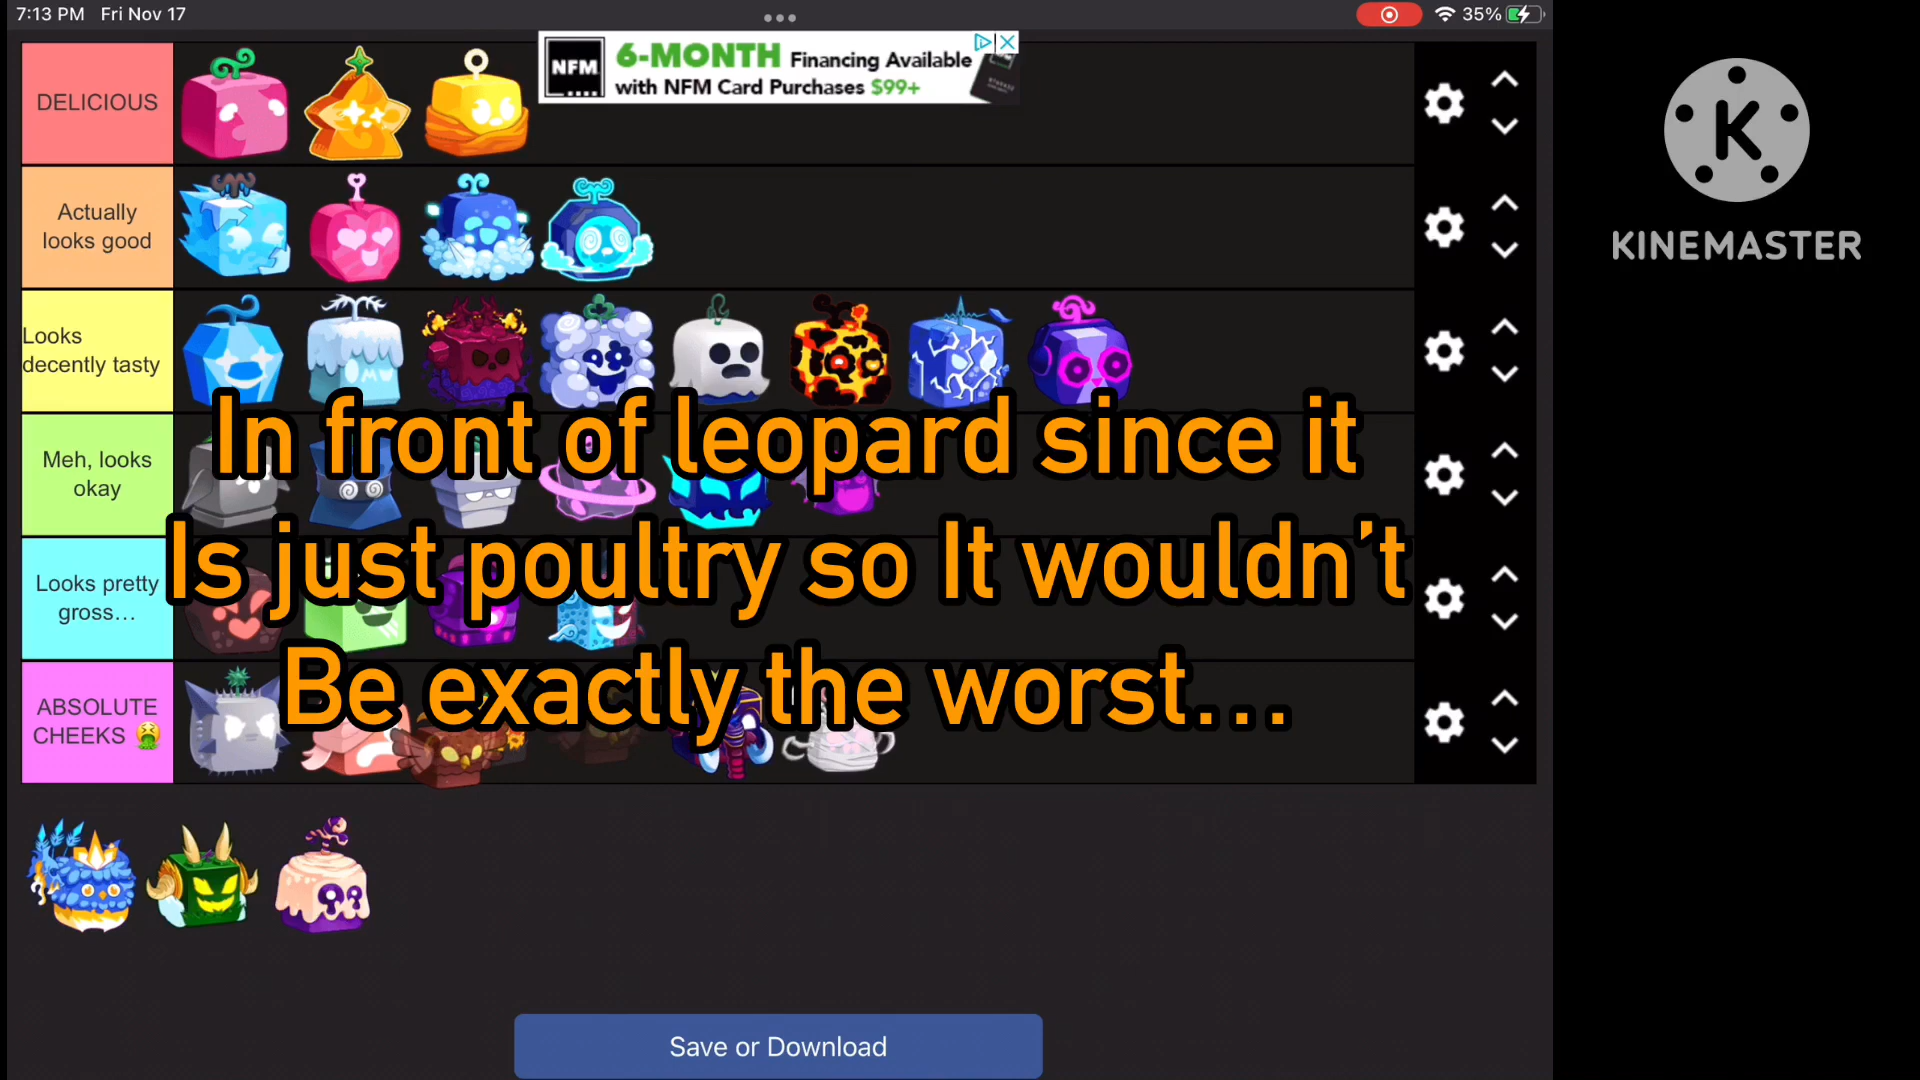 7:13 PM Fri Nov 17
35%
NFM
6-MONTH Financing Available
with NFM Card Purchases $99+
DELICIOUS
Actually
looks good
Looks
decently tasty
Meh, looks
okay
Looks pretty
gross...
ABSOLUTE
CHEEKS 🤮
In front of leopard since it
Is just poultry so It wouldn't
Be exactly the worst...
Save or Download
K
KINEMASTER